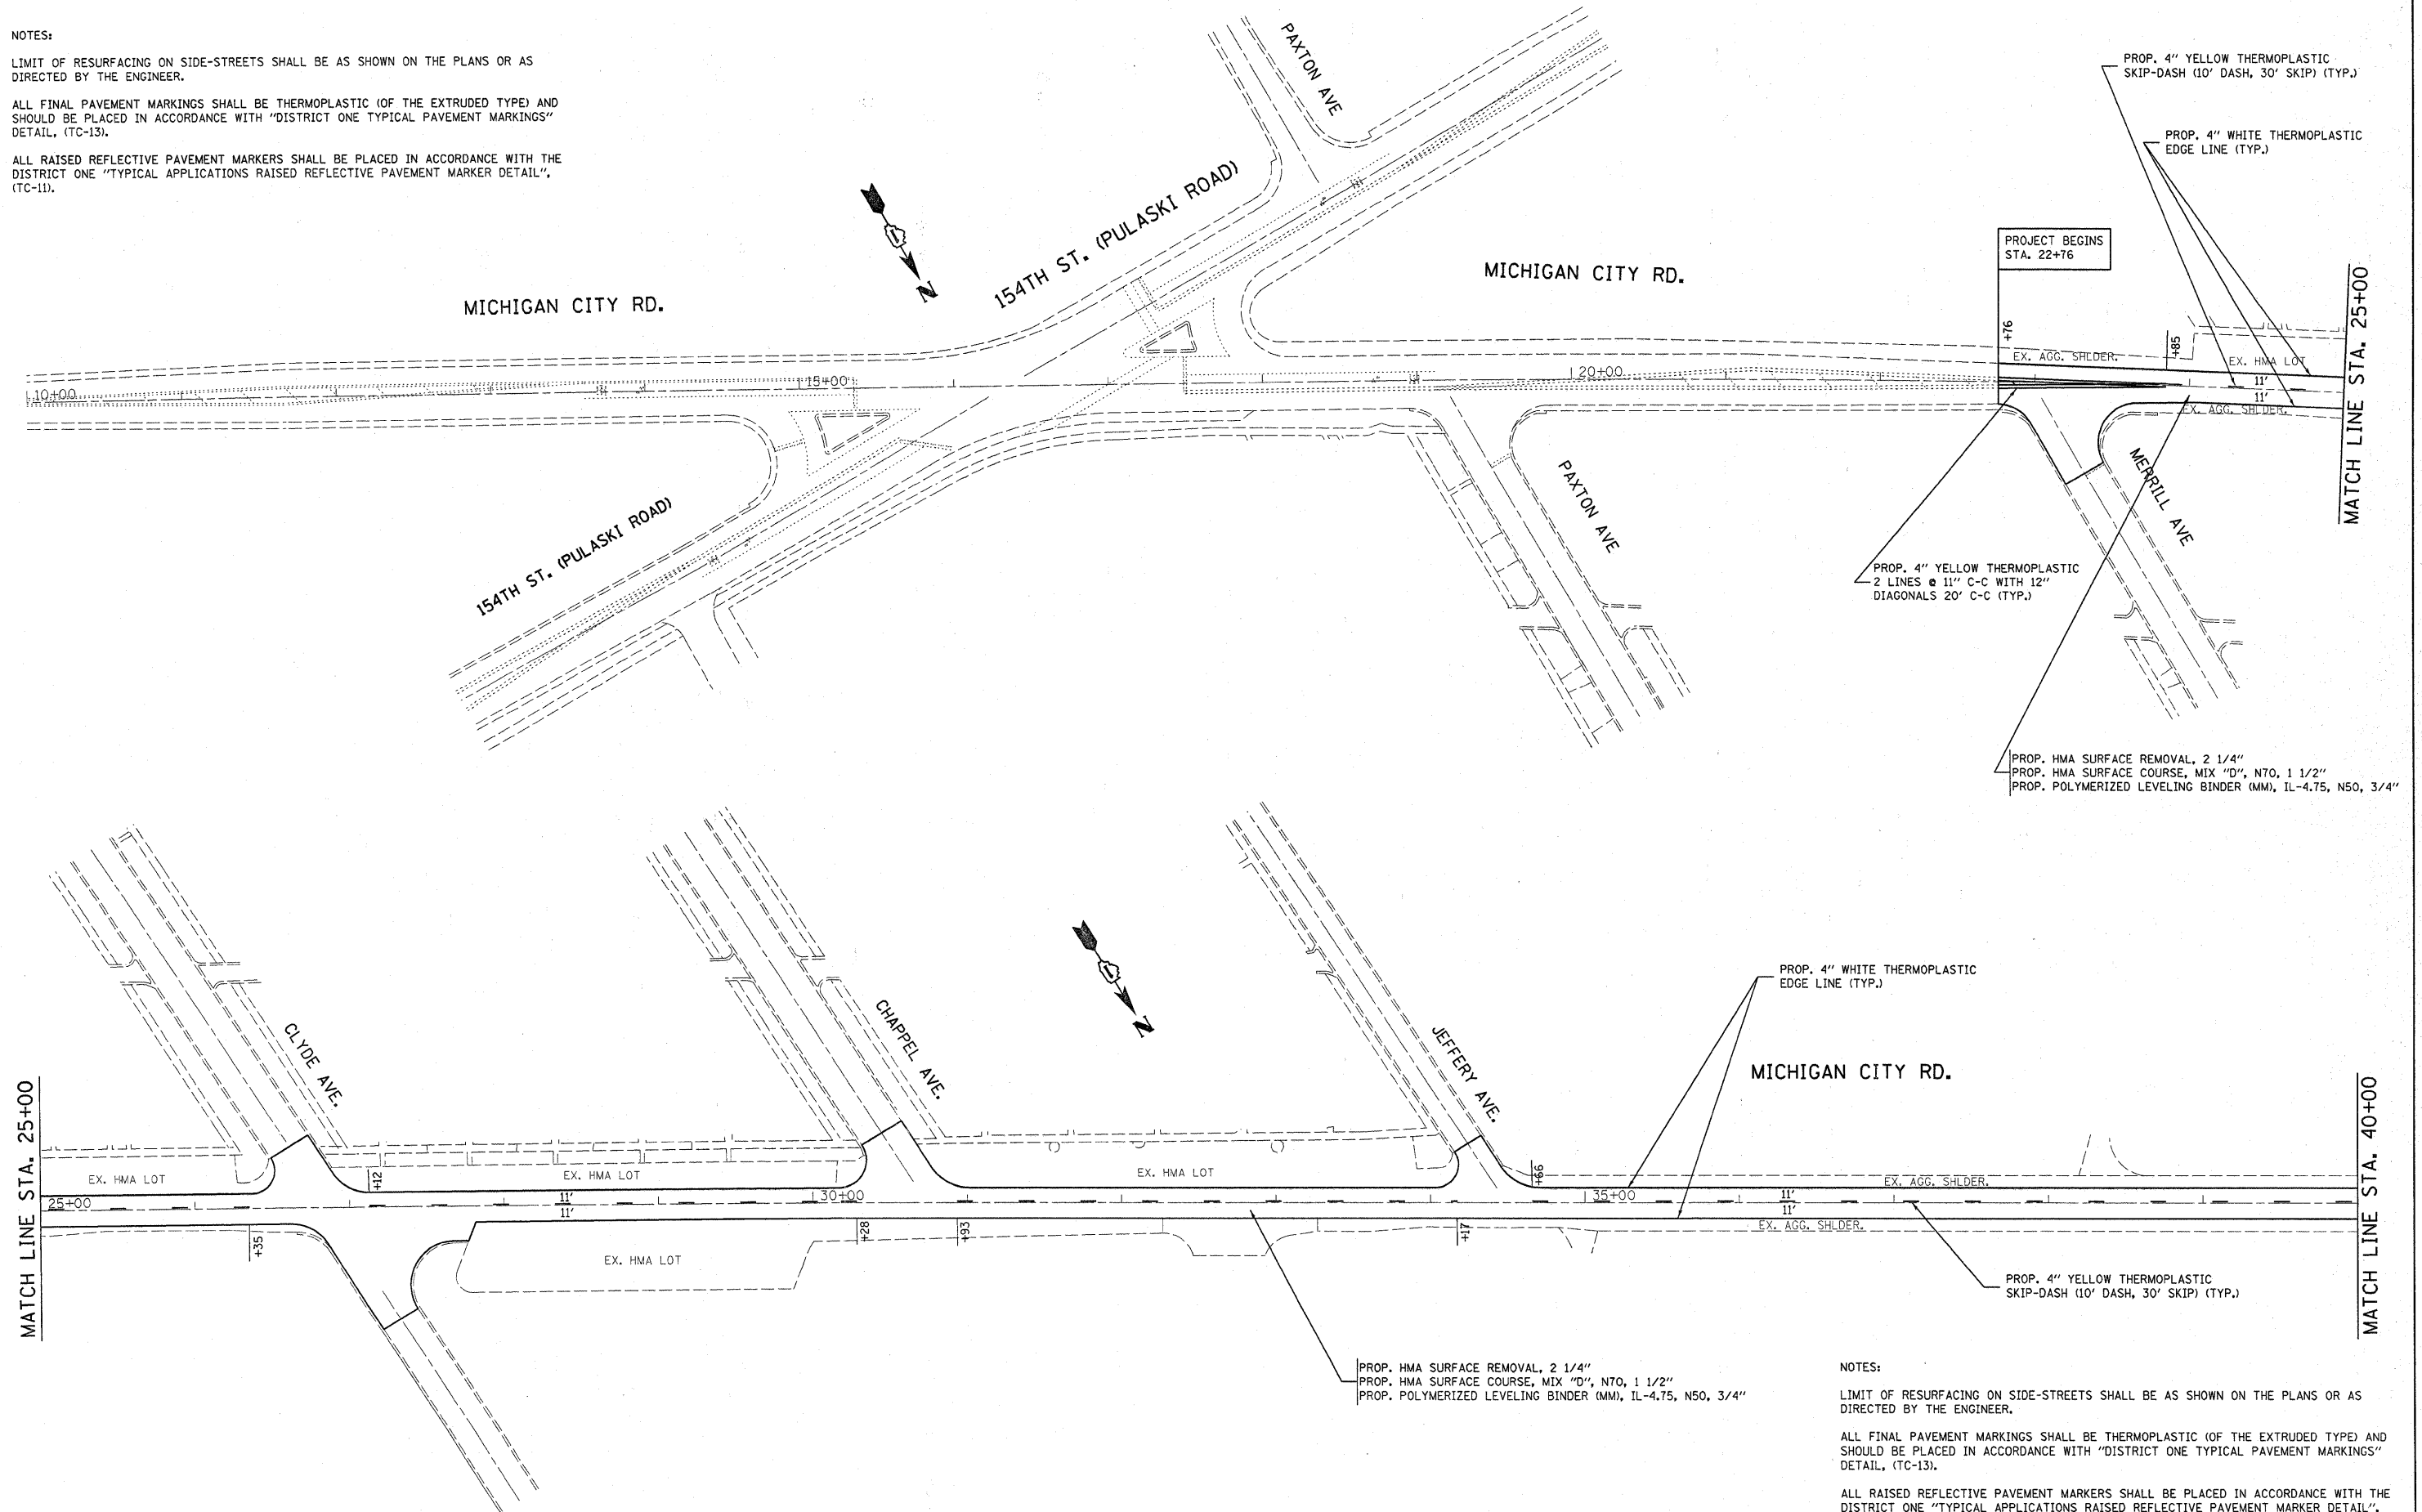 NOTES:
LIMIT OF RESURFACING ON SIDE-STREETS SHALL BE AS SHOWN ON THE PLANS OR AS
DIRECTED BY THE ENGINEER.
ALL FINAL PAVEMENT MARKINGS SHALL BE THERMOPLASTIC (OF THE EXTRUDED TYPE) AND
SHOULD BE PLACED IN ACCORDANCE WITH "DISTRICT ONE TYPICAL PAVEMENT MARKINGS"
DETAIL, (TC-13).
ALL RAISED REFLECTIVE PAVEMENT MARKERS SHALL BE PLACED IN ACCORDANCE WITH THE
DISTRICT ONE "TYPICAL APPLICATIONS RAISED REFLECTIVE PAVEMENT MARKER DETAIL",
(TC-11).
PAXTON AVE
PROP. 4" YELLOW THERMOPLASTIC
SKIP-DASH (10' DASH, 30' SKIP) (TYP.)
PROP. 4" WHITE THERMOPLASTIC
EDGE LINE (TYP.)
154TH ST. (PULASKI ROAD)
N
MICHIGAN CITY RD.
MICHIGAN CITY RD.
PROJECT BEGINS
STA. 22+76
+76
+85
EX. AGG. SHLDER.
EX. HMA LOT
10+00
15+00
20+00
11'
11'
EX. AGG. SHLDER.
MATCH LINE STA. 25+00
154TH ST. (PULASKI ROAD)
PAXTON AVE
MERRILL AVE
PROP. 4" YELLOW THERMOPLASTIC
2 LINES @ 11" C-C WITH 12"
DIAGONALS 20' C-C (TYP.)
PROP. HMA SURFACE REMOVAL, 2 1/4"
PROP. HMA SURFACE COURSE, MIX "D", N70, 1 1/2"
PROP. POLYMERIZED LEVELING BINDER (MM), IL-4.75, N50, 3/4"
N
CLYDE AVE.
CHAPPEL AVE.
JEFFERY AVE.
PROP. 4" WHITE THERMOPLASTIC
EDGE LINE (TYP.)
MICHIGAN CITY RD.
MATCH LINE STA. 25+00
EX. HMA LOT
+12
EX. HMA LOT
EX. HMA LOT
+66
EX. AGG. SHLDER.
25+00
11'
11'
30+00
35+00
11'
11'
EX. AGG. SHLDER.
+35
+28
+93
+17
EX. HMA LOT
MATCH LINE STA. 40+00
PROP. 4" YELLOW THERMOPLASTIC
SKIP-DASH (10' DASH, 30' SKIP) (TYP.)
PROP. HMA SURFACE REMOVAL, 2 1/4"
PROP. HMA SURFACE COURSE, MIX "D", N70, 1 1/2"
PROP. POLYMERIZED LEVELING BINDER (MM), IL-4.75, N50, 3/4"
NOTES:
LIMIT OF RESURFACING ON SIDE-STREETS SHALL BE AS SHOWN ON THE PLANS OR AS
DIRECTED BY THE ENGINEER.
ALL FINAL PAVEMENT MARKINGS SHALL BE THERMOPLASTIC (OF THE EXTRUDED TYPE) AND
SHOULD BE PLACED IN ACCORDANCE WITH "DISTRICT ONE TYPICAL PAVEMENT MARKINGS"
DETAIL, (TC-13).
ALL RAISED REFLECTIVE PAVEMENT MARKERS SHALL BE PLACED IN ACCORDANCE WITH THE
DISTRICT ONE "TYPICAL APPLICATIONS RAISED REFLECTIVE PAVEMENT MARKER DETAIL",